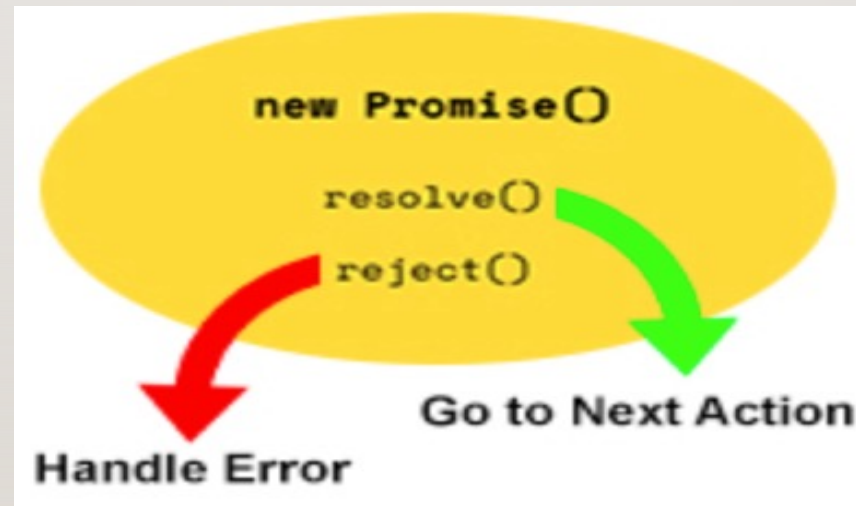 new Promise()
resolve()
reject()
Go to Next Action
Handle Error